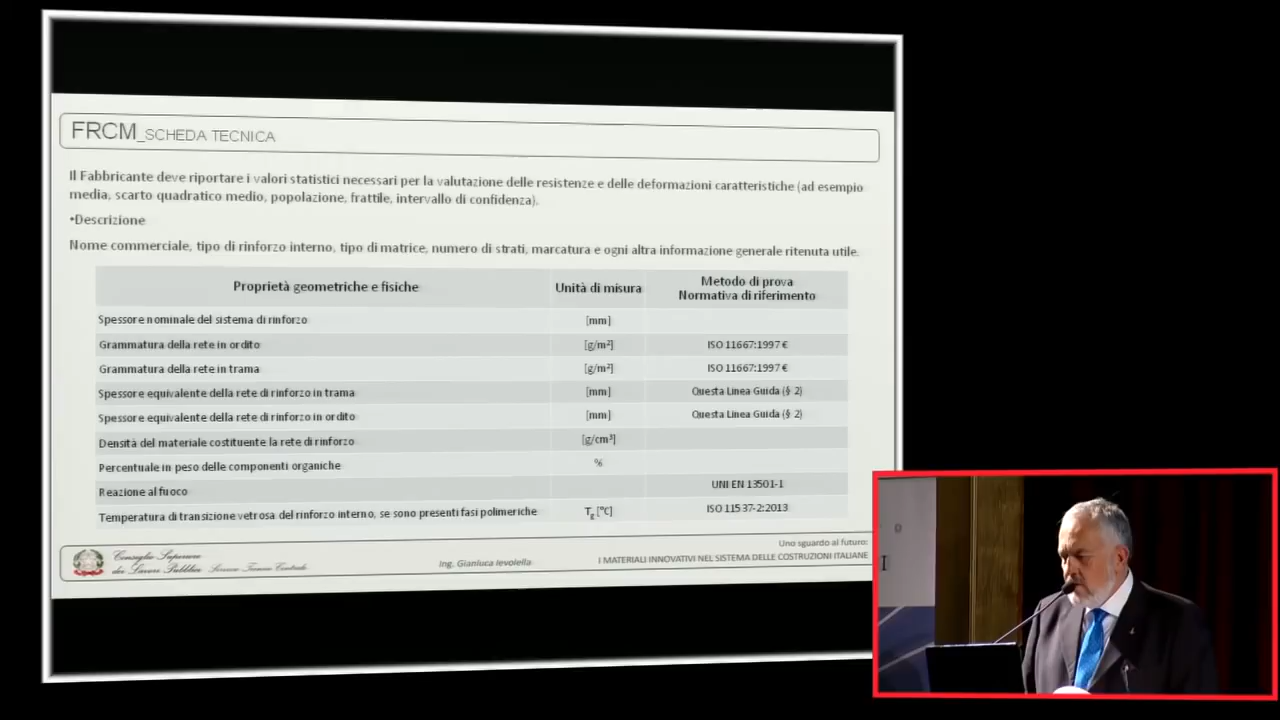 FRCM_SCHEDA TECNICA
Il Fabbricante deve riportare i valori statistici necessari per la valutazione delle resistenze e delle deformazioni caratteristiche (ad esempio
media, scarto quadratico medio, popolazione, frattile, intervallo di confidenza).
•Descrizione
Nome commerciale, tipo di rinforzo interno, tipo di matrice, numero di strati, marcatura e ogni altra informazione generale ritenuta utile.
Proprietà geometriche e fisiche Unità di misura Metodo di prova
Normativa di riferimento
Spessore nominale del sistema di rinforzo [mm]
Grammatura della rete in ordito [g/m²] ISO 11667:1997 €
Grammatura della rete in trama [g/m²] ISO 11667:1997 €
Spessore equivalente della rete di rinforzo in trama [mm] Questa Linea Guida (§ 2)
Spessore equivalente della rete di rinforzo in ordito [mm] Questa Linea Guida (§ 2)
Densità del materiale costituente la rete di rinforzo [g/cm³]
Percentuale in peso delle componenti organiche %
Reazione al fuoco UNI EN 13501-1
Temperatura di transizione vetrosa del rinforzo interno, se sono presenti fasi polimeriche Tg [°C] ISO 11537-2:2013
Consiglio Superiore
dei Lavori Pubblici Servizio Tecnico Centrale
Ing. Gianluca Ievolella
Uno sguardo al futuro:
I MATERIALI INNOVATIVI NEL SISTEMA DELLE COSTRUZIONI ITALIANE